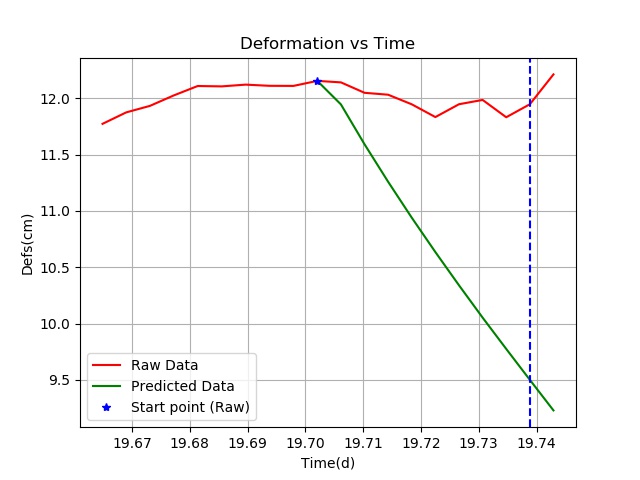 Deformation vs Time
Defs(cm)
12.0
11.5
11.0
10.5
10.0
9.5
Raw Data
Predicted Data
Start point (Raw)
19.67 19.68 19.69 19.70 19.71 19.72 19.73 19.74
Time(d)